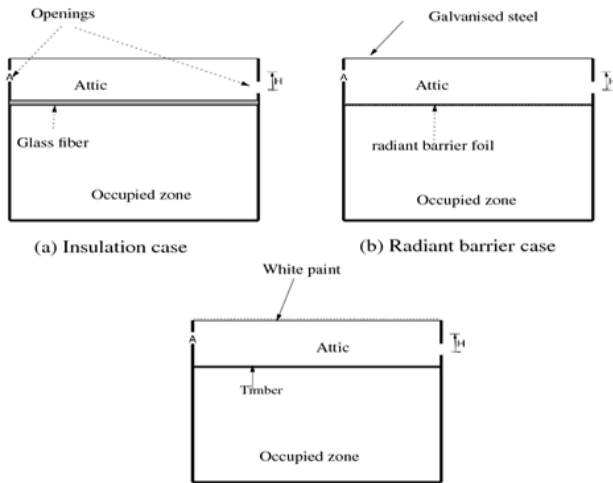 Openings
A
H
Attic
Glass fiber
Occupied zone
(a) Insulation case
Galvanised steel
A
H
Attic
radiant barrier foil
Occupied zone
(b) Radiant barrier case
White paint
A
H
Attic
Timber
Occupied zone